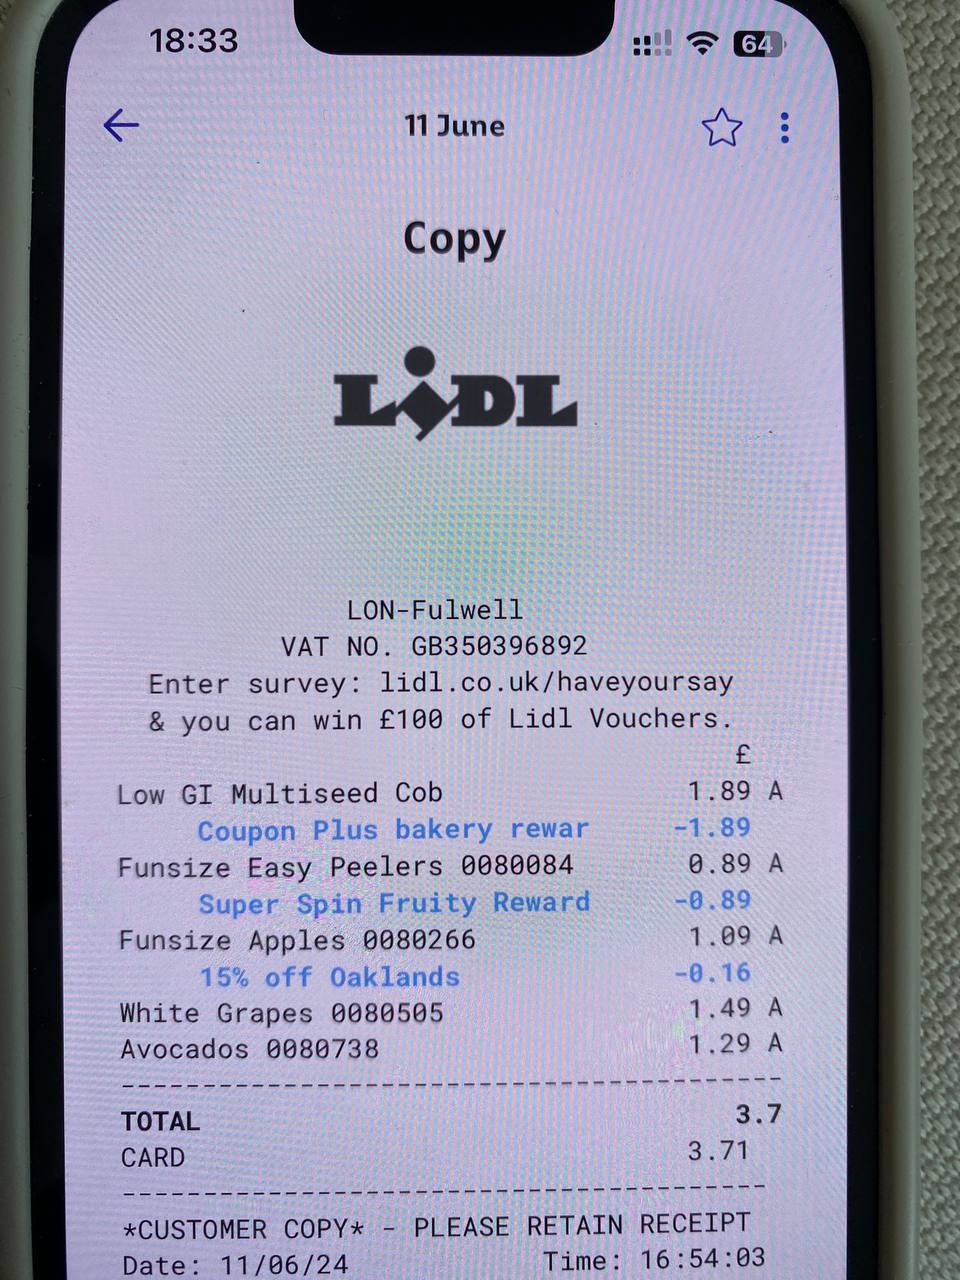 18:33
64
11 June
Copy
LiDL
LON-Fulwell
VAT NO. GB350396892
Enter survey: lidl.co.uk/haveyoursay
& you can win £100 of Lidl Vouchers.
£
Low GI Multiseed Cob 1.89 A
Coupon Plus bakery rewar -1.89
Funsize Easy Peelers 0080084 0.89 A
Super Spin Fruity Reward -0.89
Funsize Apples 0080266 1.09 A
15% off Oaklands -0.16
White Grapes 0080505 1.49 A
Avocados 0080738 1.29 A
----------------------------------------
TOTAL 3.7
CARD 3.71
---------------------------------------
*CUSTOMER COPY* - PLEASE RETAIN RECEIPT
Date: 11/06/24 Time: 16:54:03